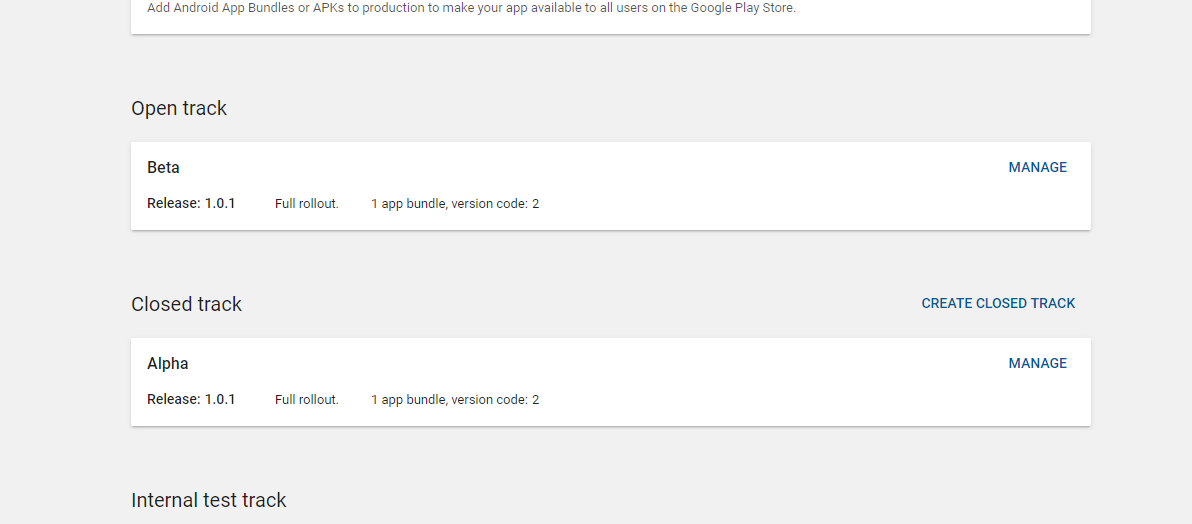 Add Android App Bundles or APKs to production to make your app available to all users on the Google Play Store.
Open track
Beta MANAGE
Release: 1.0.1 Full rollout. 1 app bundle, version code: 2
Closed track CREATE CLOSED TRACK
Alpha MANAGE
Release: 1.0.1 Full rollout. 1 app bundle, version code: 2
Internal test track